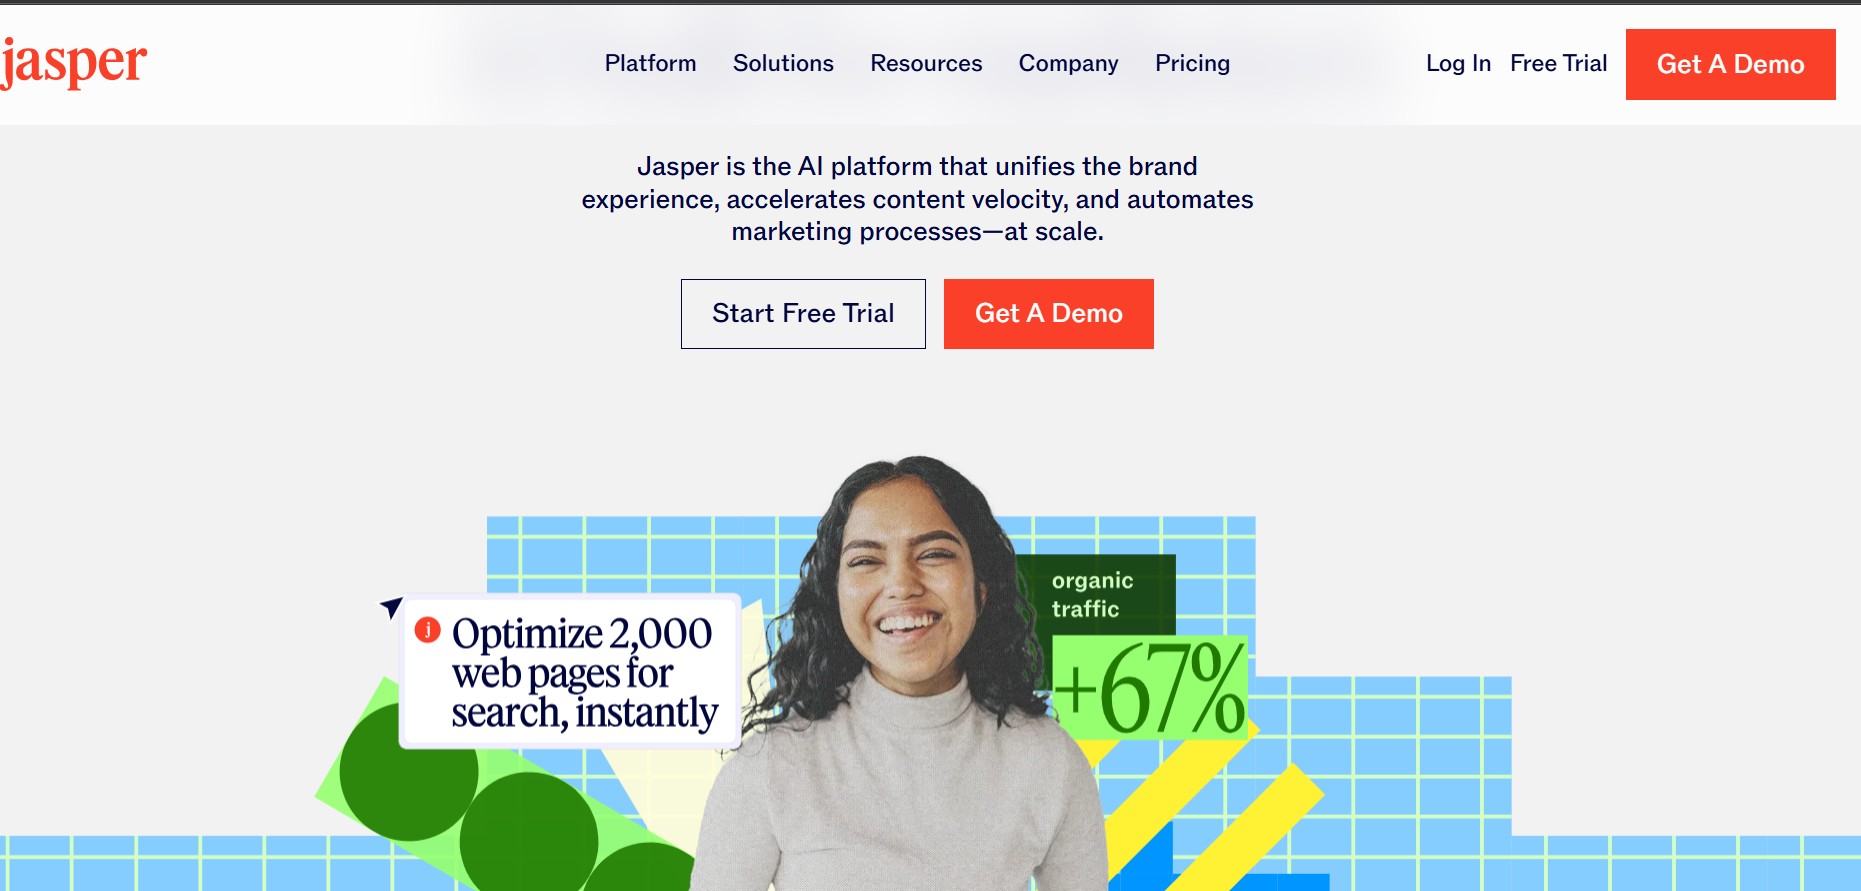 jasper
Platform Solutions Resources Company Pricing
Log In Free Trial Get A Demo
Jasper is the AI platform that unifies the brand
experience, accelerates content velocity, and automates
marketing processes—at scale.
Start Free Trial Get A Demo
j Optimize 2,000
web pages for
search, instantly
organic
traffic
+67%